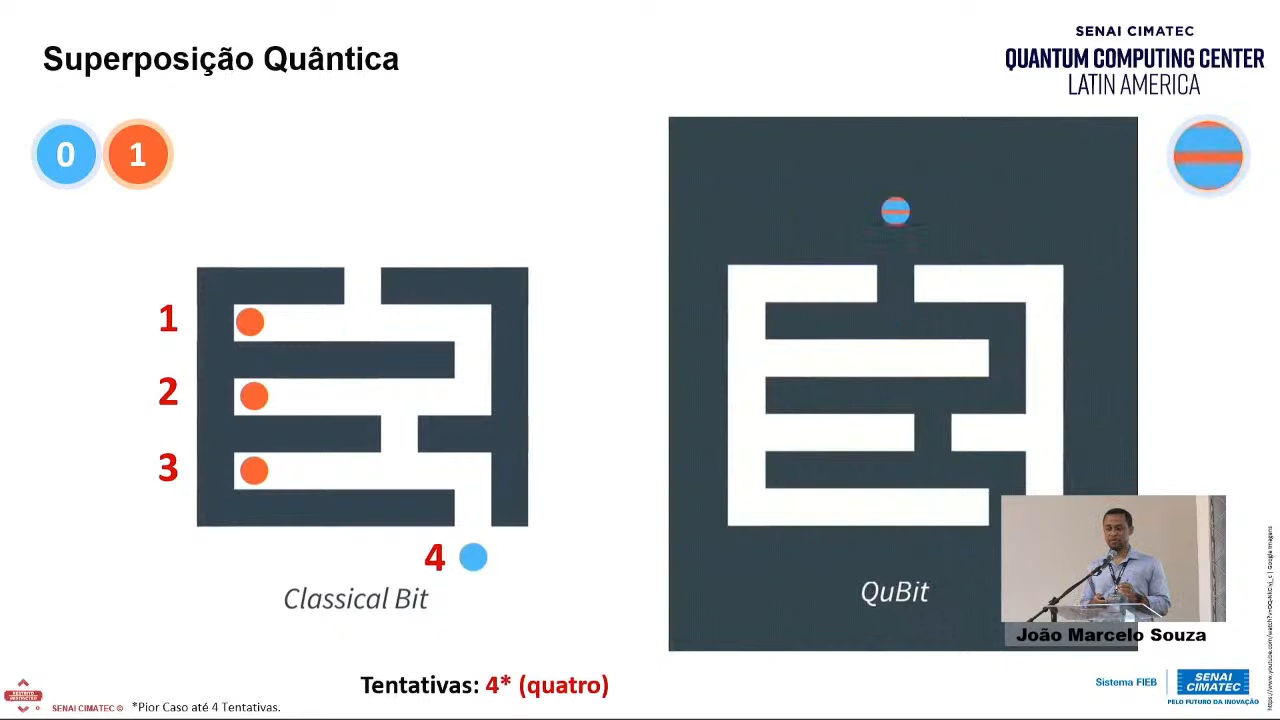 Superposição Quântica
SENAI CIMATEC
QUANTUM COMPUTING CENTER
LATIN AMERICA
0
1
1
2
3
4
Classical Bit
QuBit
João Marcelo Souza
Tentativas: 4* (quatro)
*Pior Caso até 4 Tentativas.
SENAI CIMATEC ©
Sistema FIEB
SENAI
CIMATEC
PELO FUTURO DA INOVAÇÃO